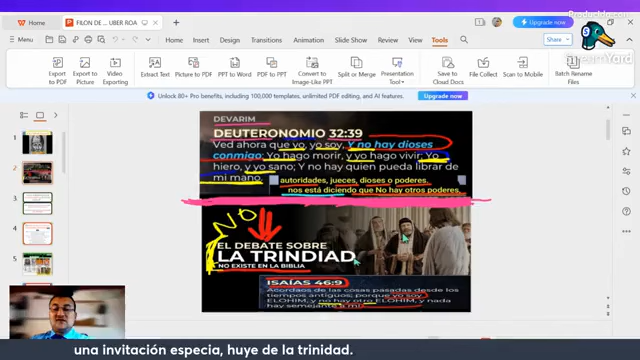 Producido con
StreamYard
Home
FILON DE ... UBER ROA
Upgrade now
Menu
Home
Insert
Design
Transitions
Animation
Slide Show
Review
View
Tools
Share
Export to PDF
Export to Picture
Video Exporting
Extract Text
Picture to PDF
PPT to Word
PDF to PPT
Convert to Image-Like PPT
Split or Merge
Presentation Tool
Save to Cloud Docs
File Collect
Scan to Mobile
Batch Rename Files
Unlock 80+ Pro benefits, including 100,000 templates, unlimited PDF editing, and AI features.
Upgrade now
DEVARIM
DEUTERONOMIO 32:39
Ved ahora que yo, yo soy, Y no hay dioses
conmigo; Yo hago morir, y yo hago vivir; Yo
hiero, y yo sano; Y no hay quien pueda librar de
mi mano.
autoridades, jueces, dioses o poderes.
nos está diciendo que No hay otros poderes,
NO
EL DEBATE SOBRE
LA TRINDIAD
NO EXISTE EN LA BIBLIA
ISAÍAS 46:9
Acordaos de las cosas pasadas desde los
tiempos antiguos; porque yo soy
ELOHIM, y no hay otro ELOHIM, y nada
hay semejante a mí
una invitación especia, huye de la trinidad.